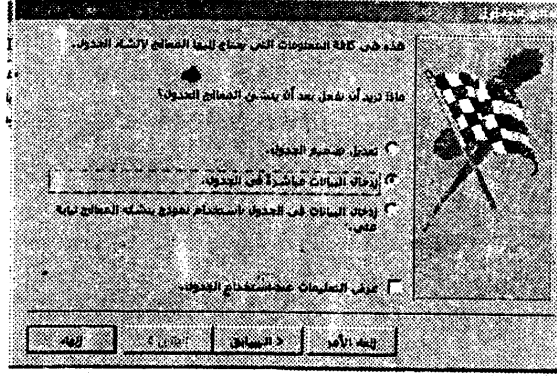 هذه هي كافة المعلومات التي يحتاج إليها المعالج لإنشاء الجدول.
ماذا تريد أن تفعل بعد أن ينشئ المعالج الجدول؟
تعديل تصميم الجدول.
إدخال البيانات مباشرة في الجدول.
إدخال البيانات في الجدول باستخدام نموذج ينشئه المعالج نيابة
عني.
عرض التعليمات عند استخدام الجدول.
إلغاء الأمر
< السابق
التالي >
إنهاء